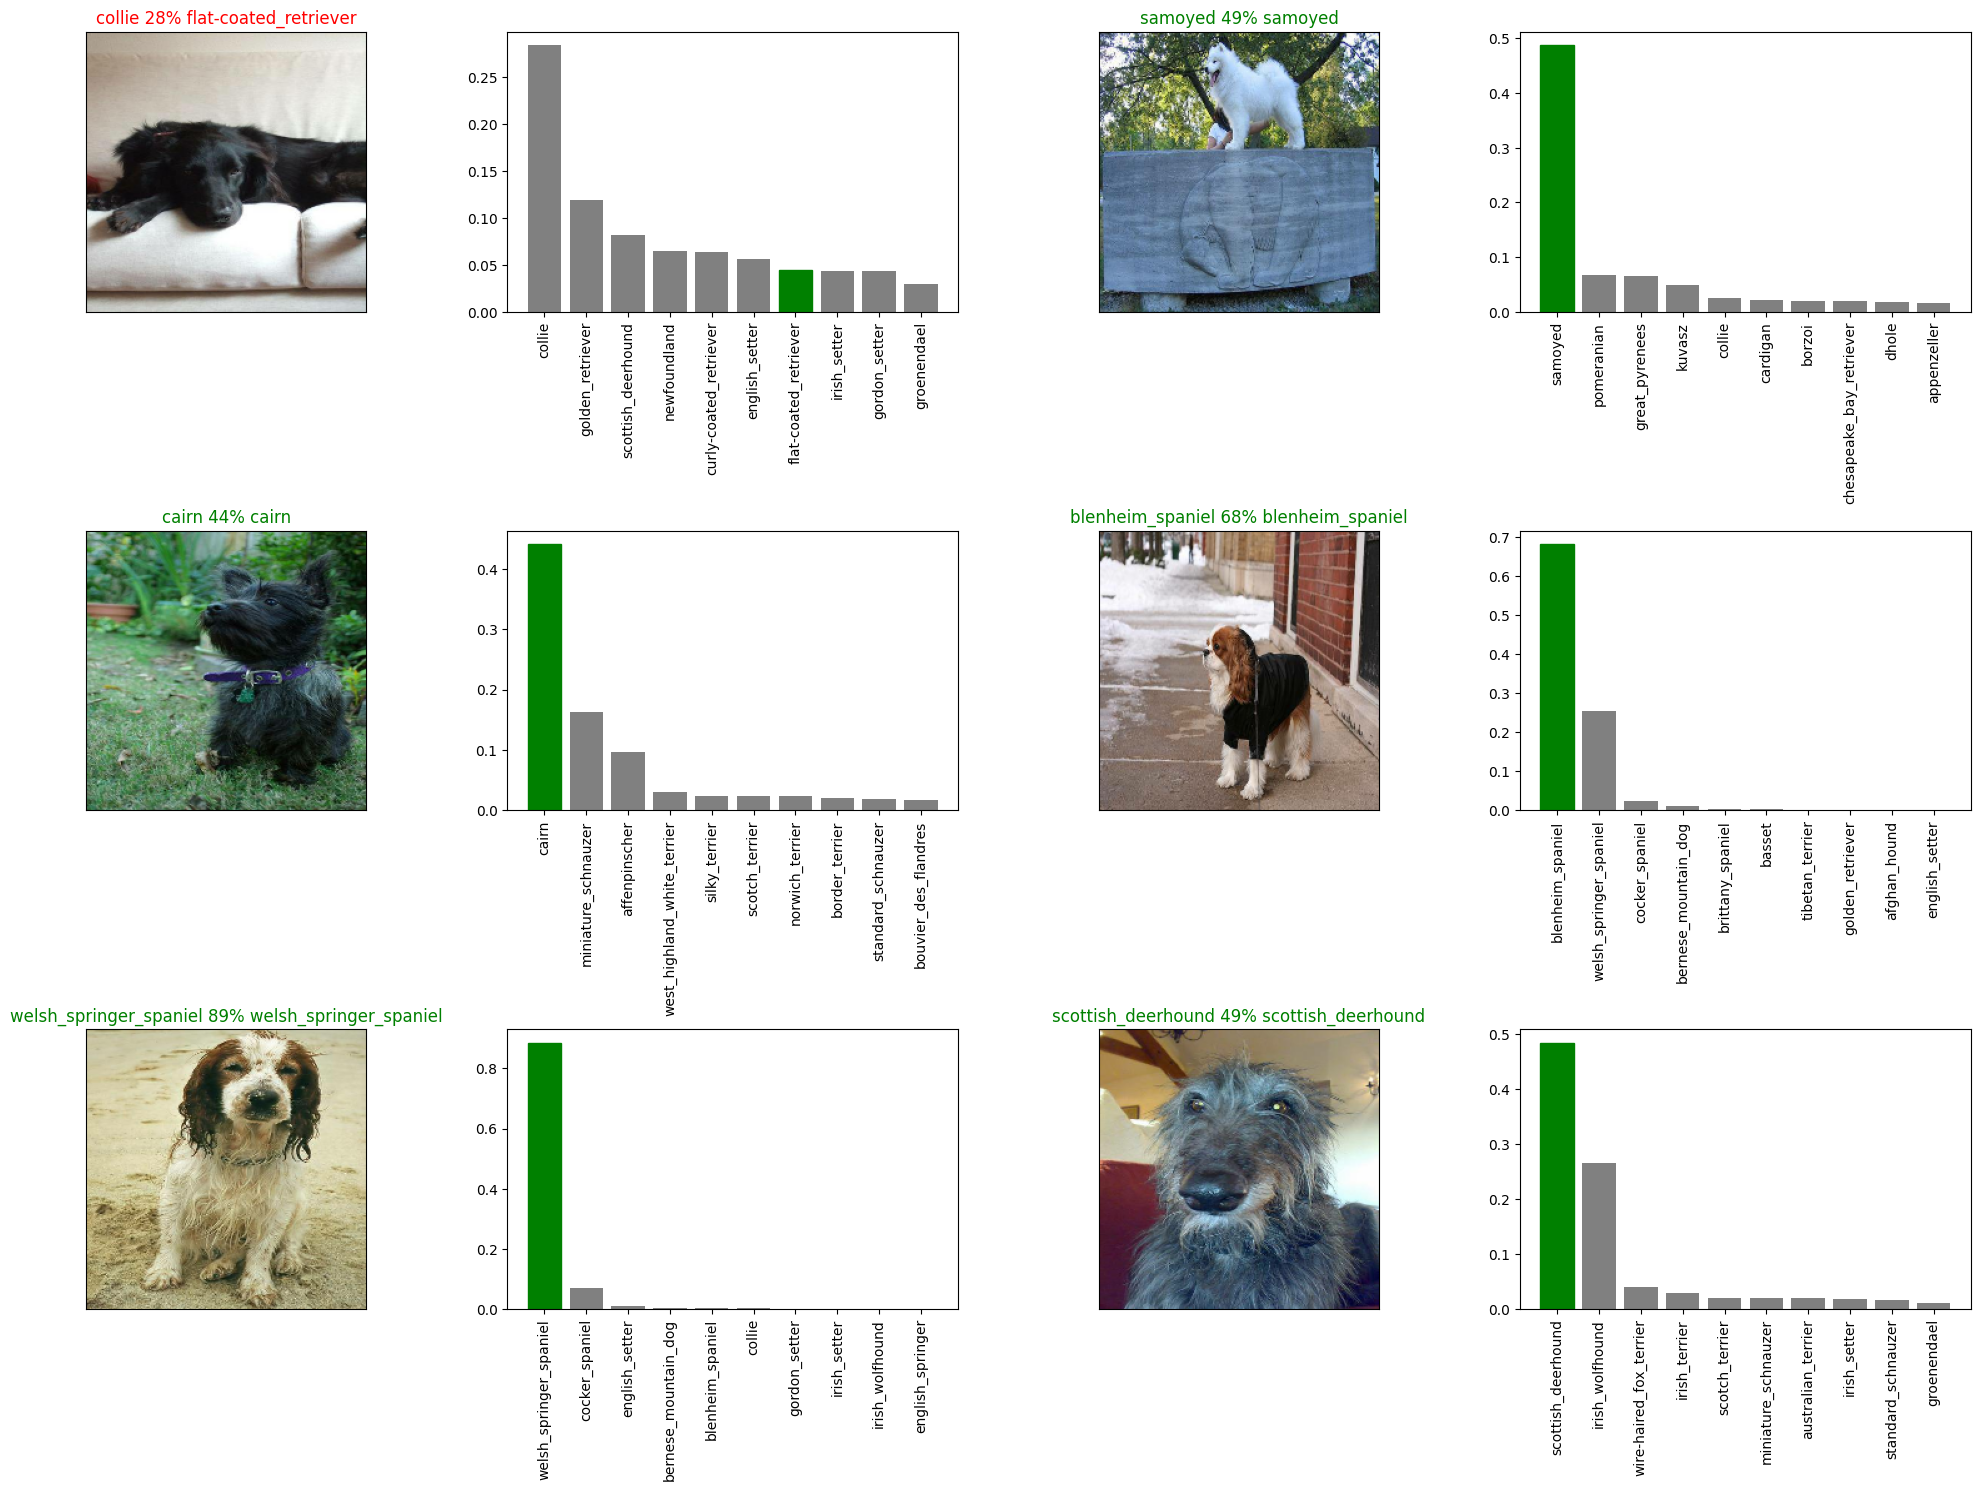 collie 28% flat-coated_retriever
0.25
0.20
0.15
0.10
0.05
0.00
collie
golden_retriever
scottish_deerhound
newfoundland
curly-coated_retriever
english_setter
flat-coated_retriever
irish_setter
gordon_setter
groenendael
samoyed 49% samoyed
0.5
0.4
0.3
0.2
0.1
0.0
samoyed
pomeranian
great_pyrenees
kuvasz
collie
cardigan
borzoi
chesapeake_bay_retriever
dhole
appenzeller
cairn 44% cairn
0.4
0.3
0.2
0.1
0.0
cairn
miniature_schnauzer
affenpinscher
west_highland_white_terrier
silky_terrier
scotch_terrier
norwich_terrier
border_terrier
standard_schnauzer
bouvier_des_flandres
blenheim_spaniel 68% blenheim_spaniel
0.7
0.6
0.5
0.4
0.3
0.2
0.1
0.0
blenheim_spaniel
welsh_springer_spaniel
cocker_spaniel
bernese_mountain_dog
brittany_spaniel
basset
tibetan_terrier
golden_retriever
afghan_hound
english_setter
welsh_springer_spaniel 89% welsh_springer_spaniel
0.8
0.6
0.4
0.2
0.0
welsh_springer_spaniel
cocker_spaniel
english_setter
bernese_mountain_dog
blenheim_spaniel
collie
gordon_setter
irish_setter
irish_wolfhound
english_springer
scottish_deerhound 49% scottish_deerhound
0.5
0.4
0.3
0.2
0.1
0.0
scottish_deerhound
irish_wolfhound
wire-haired_fox_terrier
irish_terrier
scotch_terrier
miniature_schnauzer
australian_terrier
irish_setter
standard_schnauzer
groenendael